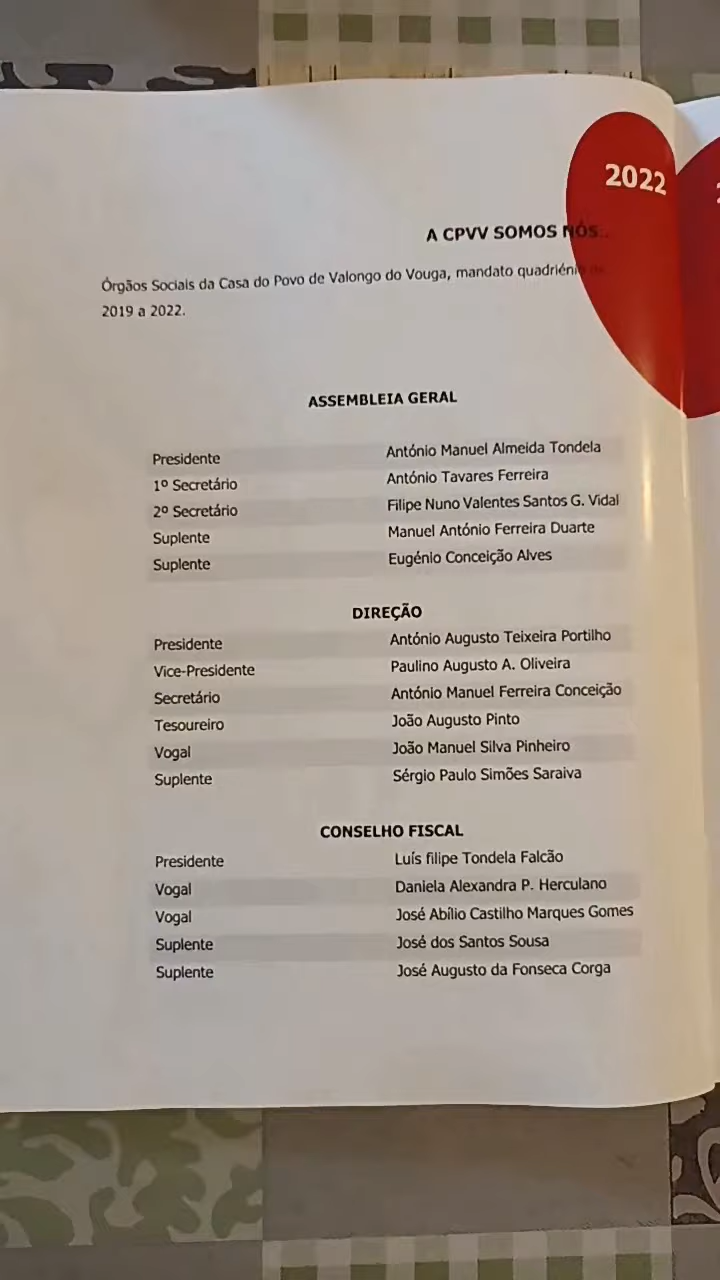 2022
A CPVV SOMOS NÓS...
Órgãos Sociais da Casa do Povo de Valongo do Vouga, mandato quadriénio de
2019 a 2022.
ASSEMBLEIA GERAL
Presidente António Manuel Almeida Tondela
1º Secretário António Tavares Ferreira
2º Secretário Filipe Nuno Valentes Santos G. Vidal
Suplente Manuel António Ferreira Duarte
Suplente Eugénio Conceição Alves
DIREÇÃO
Presidente António Augusto Teixeira Portilho
Vice-Presidente Paulino Augusto A. Oliveira
Secretário António Manuel Ferreira Conceição
Tesoureiro João Augusto Pinto
Vogal João Manuel Silva Pinheiro
Suplente Sérgio Paulo Simões Saraiva
CONSELHO FISCAL
Presidente Luís filipe Tondela Falcão
Vogal Daniela Alexandra P. Herculano
Vogal José Abílio Castilho Marques Gomes
Suplente José dos Santos Sousa
Suplente José Augusto da Fonseca Corga